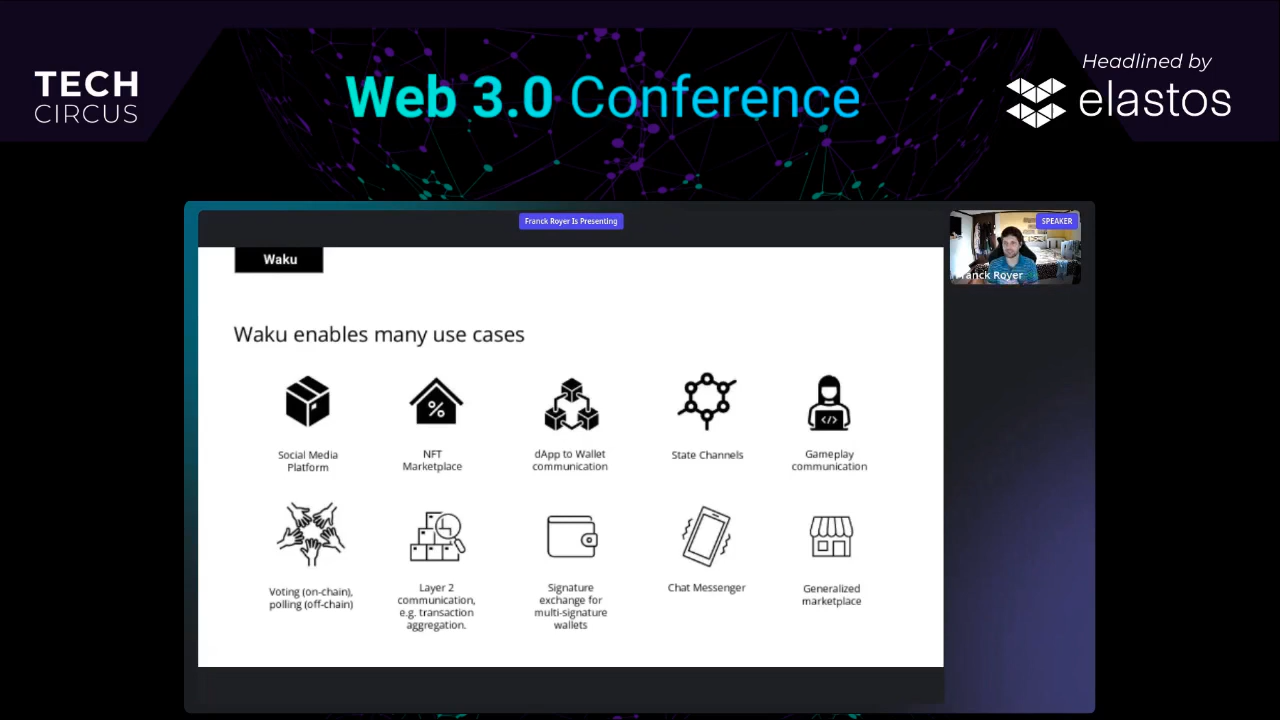 TECH
CIRCUS
Web 3.0 Conference
Headlined by
elastos
Franck Royer Is Presenting
SPEAKER
Franck Royer
Waku
Waku enables many use cases
%
</>
Social Media
Platform
NFT
Marketplace
dApp to Wallet
communication
State Channels
Gameplay
communication
Voting (on-chain),
polling (off-chain)
Layer 2
communication,
e.g. transaction
aggregation.
Signature
exchange for
multi-signature
wallets
Chat Messenger
Generalized
marketplace